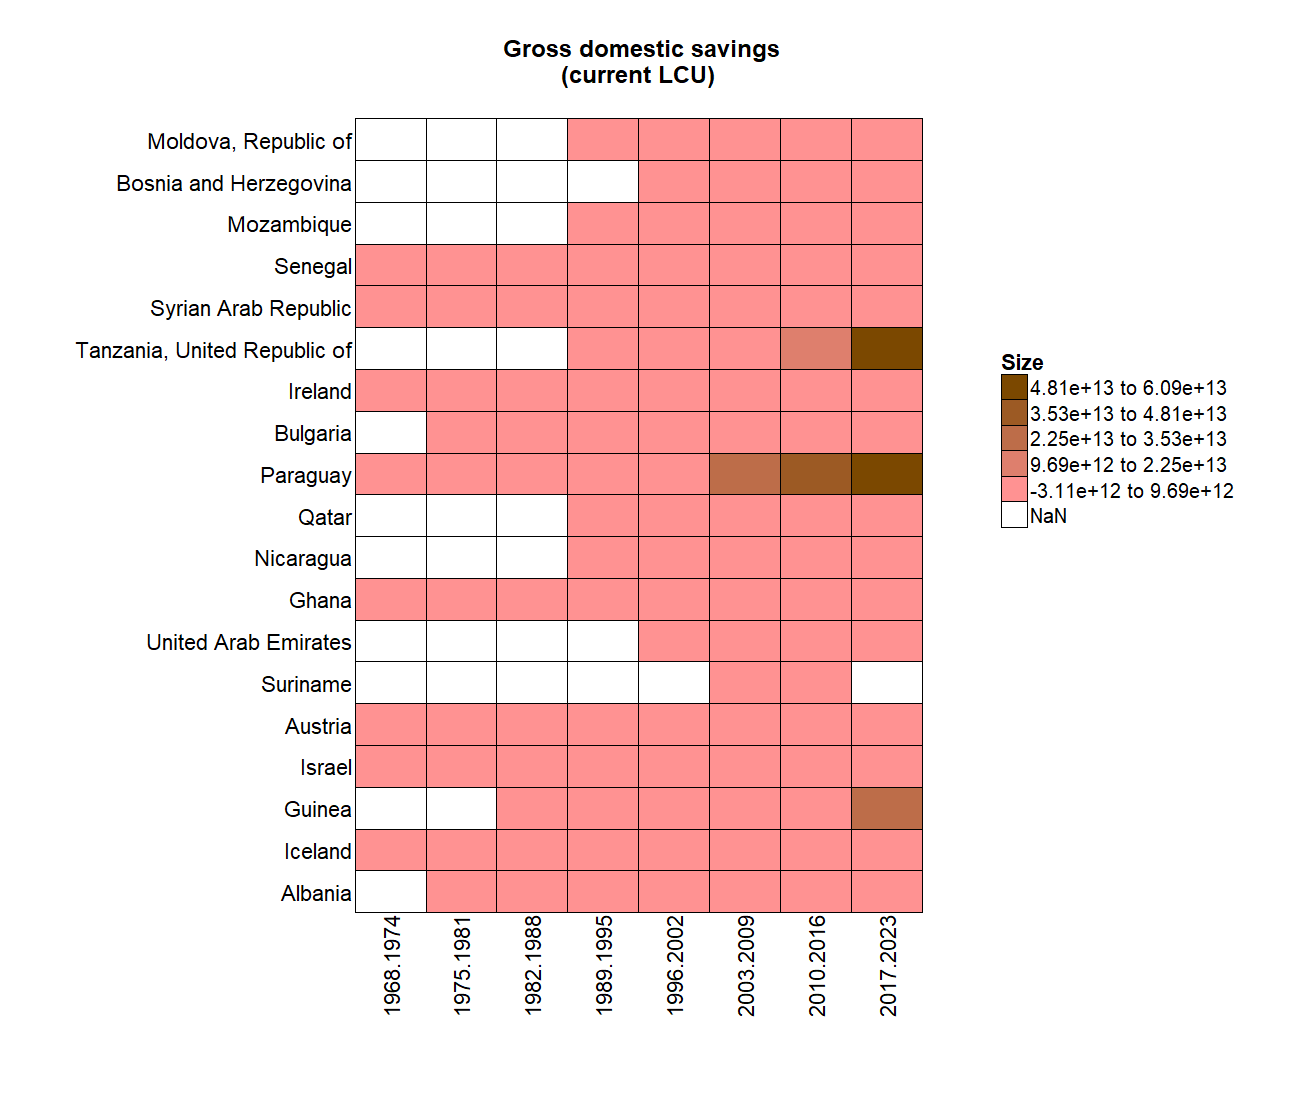 Gross domestic savings
(current LCU)
Moldova, Republic of
Bosnia and Herzegovina
Mozambique
Senegal
Syrian Arab Republic
Tanzania, United Republic of
Ireland
Bulgaria
Paraguay
Qatar
Nicaragua
Ghana
United Arab Emirates
Suriname
Austria
Israel
Guinea
Iceland
Albania
1968.1974
1975.1981
1982.1988
1989.1995
1996.2002
2003.2009
2010.2016
2017.2023
Size
4.81e+13 to 6.09e+13
3.53e+13 to 4.81e+13
2.25e+13 to 3.53e+13
9.69e+12 to 2.25e+13
-3.11e+12 to 9.69e+12
NaN